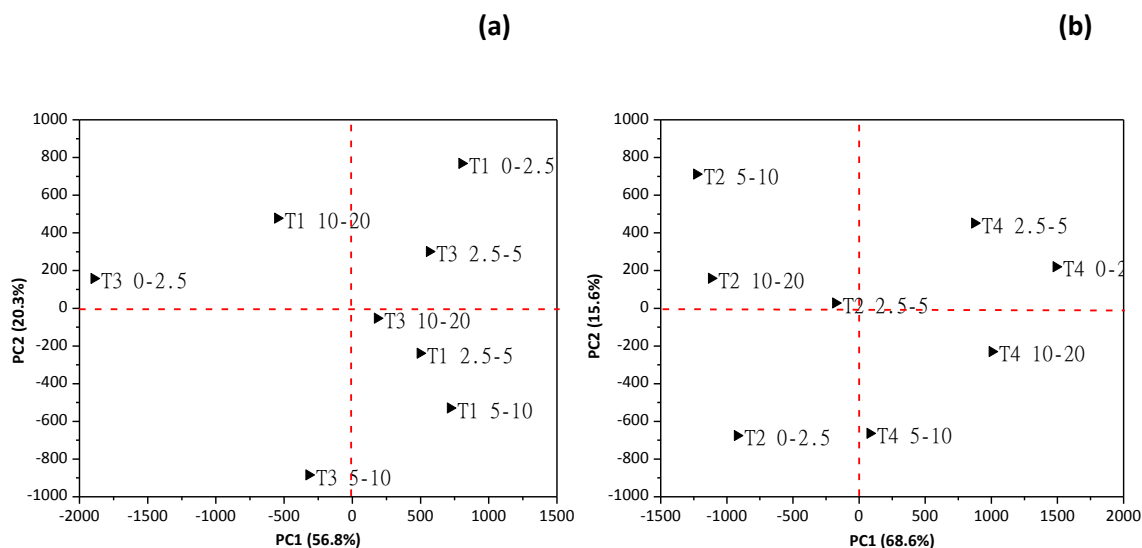 (a)
1000
800
600
400
200
0
-200
-400
-600
-800
-1000
PC2 (20.3%)
T1 0-2.5
T1 10-20
T3 2.5-5
T3 0-2.5
T3 10-20
T1 2.5-5
T1 5-10
T3 5-10
-2000
-1500
-1000
-500
0
500
1000
1500
PC1 (56.8%)
(b)
1000
800
600
400
200
0
-200
-400
-600
-800
-1000
PC2 (15.6%)
T2 5-10
T4 2.5-5
T4 0-2
T2 10-20
T2 2.5-5
T4 10-20
T2 0-2.5
T4 5-10
-1500
-1000
-500
0
500
1000
1500
2000
PC1 (68.6%)